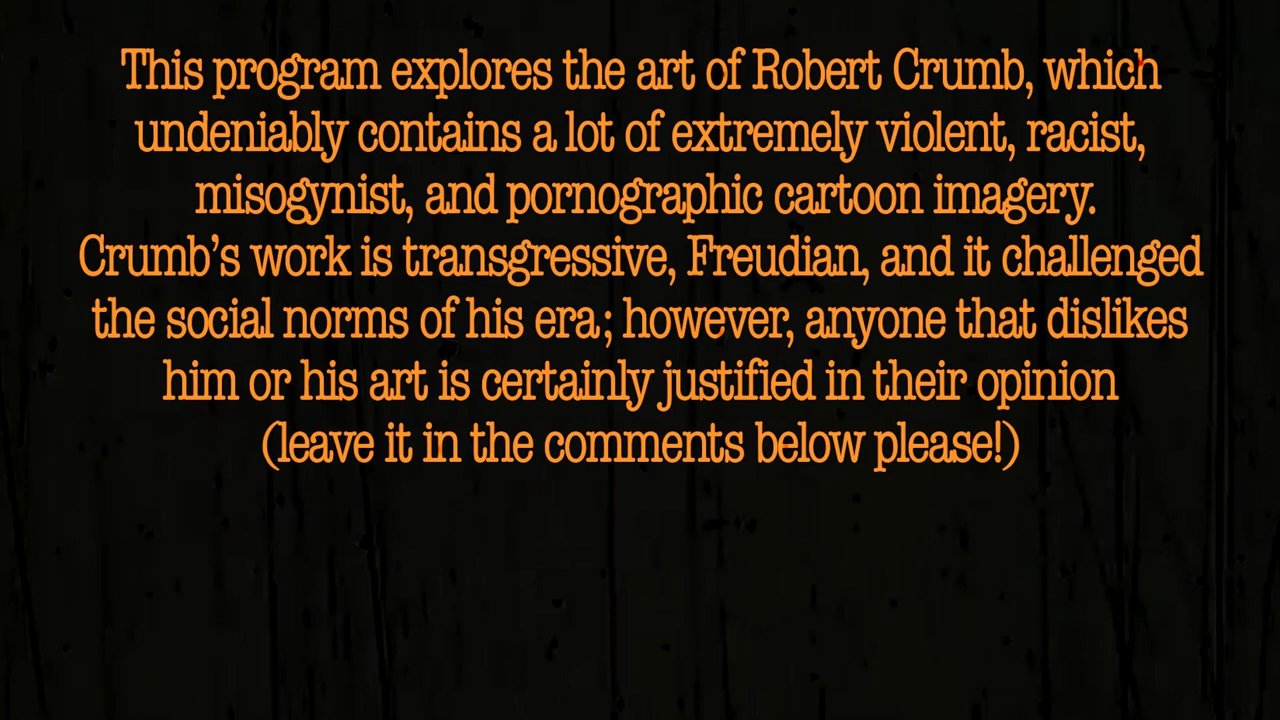 This program explores the art of Robert Crumb, which
undeniably contains a lot of extremely violent, racist,
misogynist, and pornographic cartoon imagery.
Crumb’s work is transgressive, Freudian, and it challenged
the social norms of his era; however, anyone that dislikes
him or his art is certainly justified in their opinion
(leave it in the comments below please!)